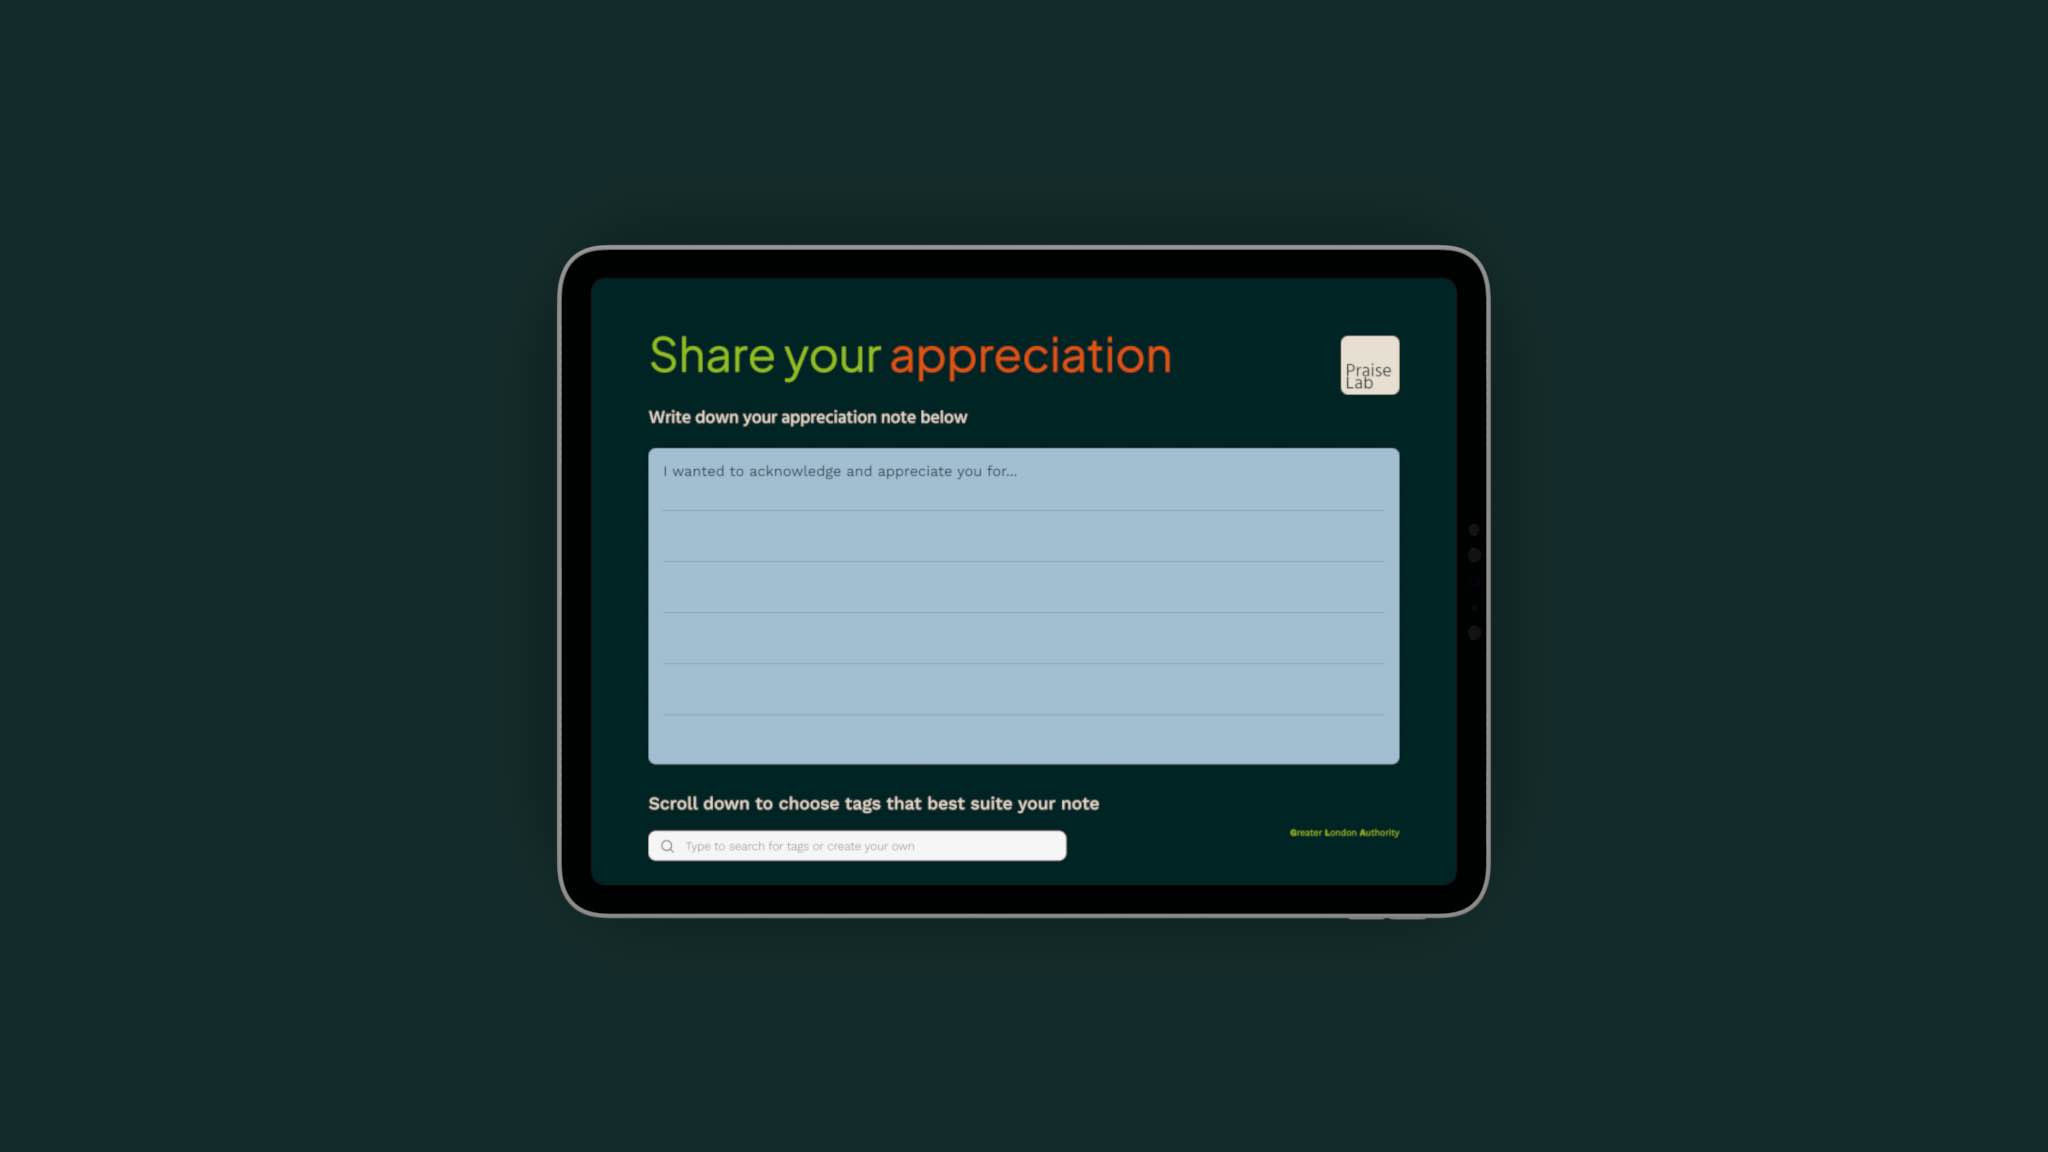 Share your appreciation
Praise
Lab
Write down your appreciation note below
I wanted to acknowledge and appreciate you for...
Scroll down to choose tags that best suite your note
Type to search for tags or create your own
Greater London Authority